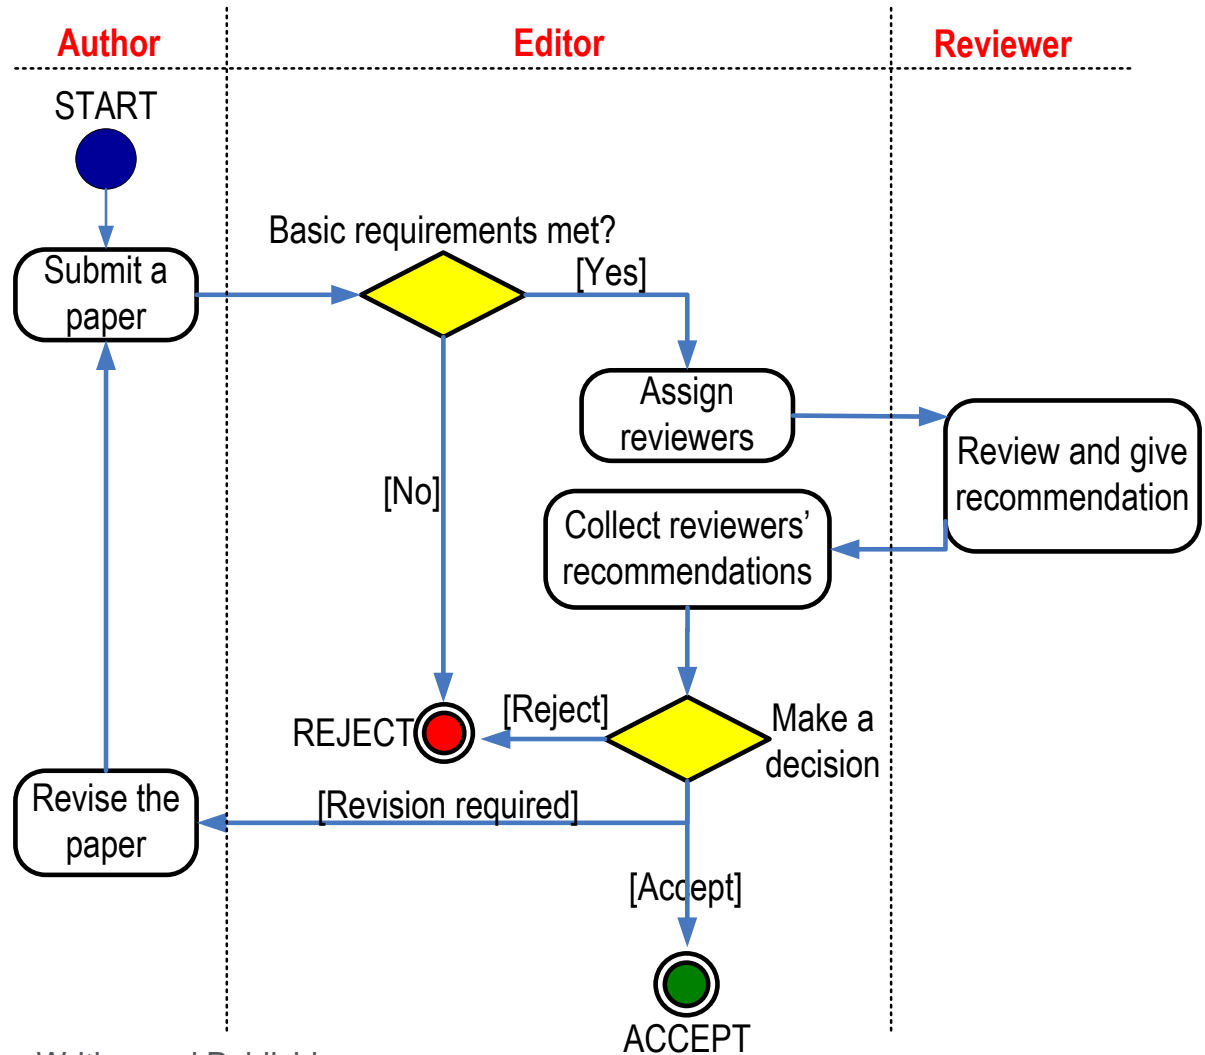 Author
Editor
Reviewer
START
Basic requirements met?
[Yes]
Submit a
paper
Assign
reviewers
Review and give
recommendation
[No]
Collect reviewers’
recommendations
[Reject]
REJECT
Make a
decision
Revise the
paper
[Revision required]
[Accept]
ACCEPT